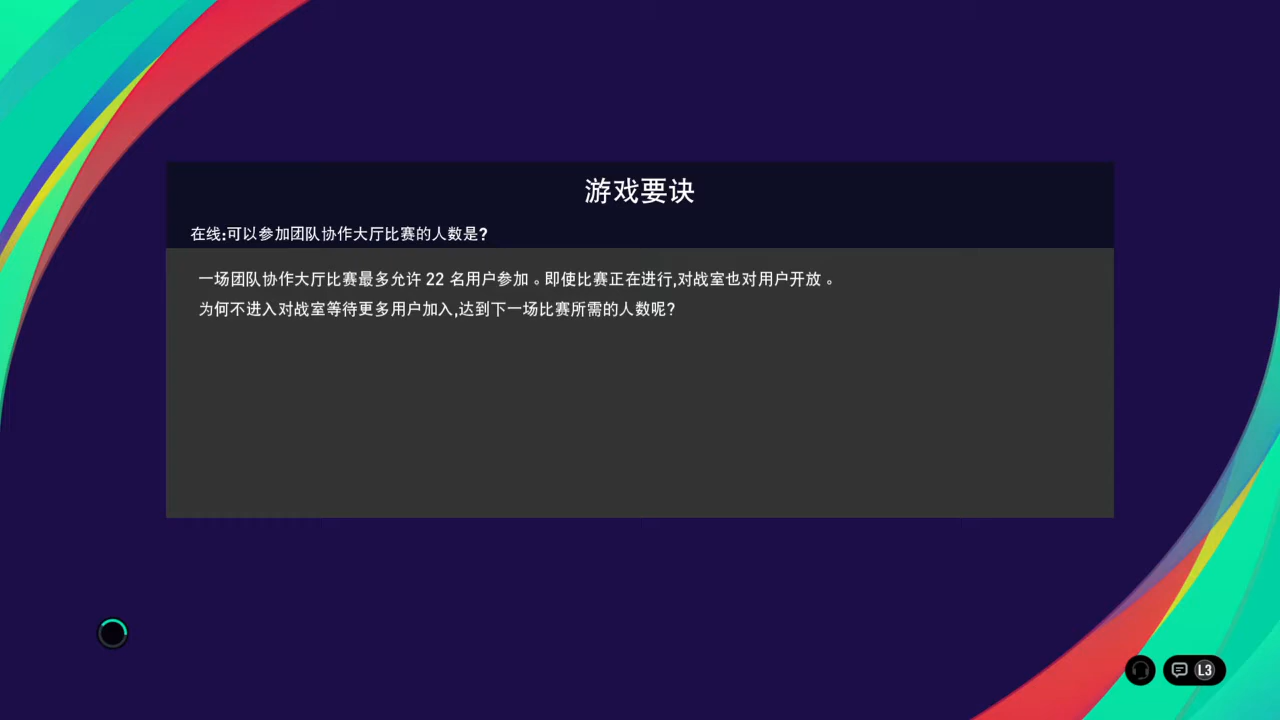 游戏要诀
在线:可以参加团队协作大厅比赛的人数是?
一场团队协作大厅比赛最多允许 22 名用户参加。即使比赛正在进行,对战室也对用户开放。
为何不进入对战室等待更多用户加入,达到下一场比赛所需的人数呢?
L3